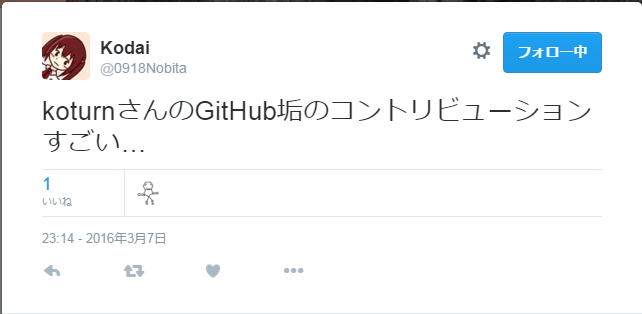 Kodai
@0918Nobita
フォロー中
koturnさんのGitHub垢のコントリビューション
すごい…
1
いいね
23:14 - 2016年3月7日